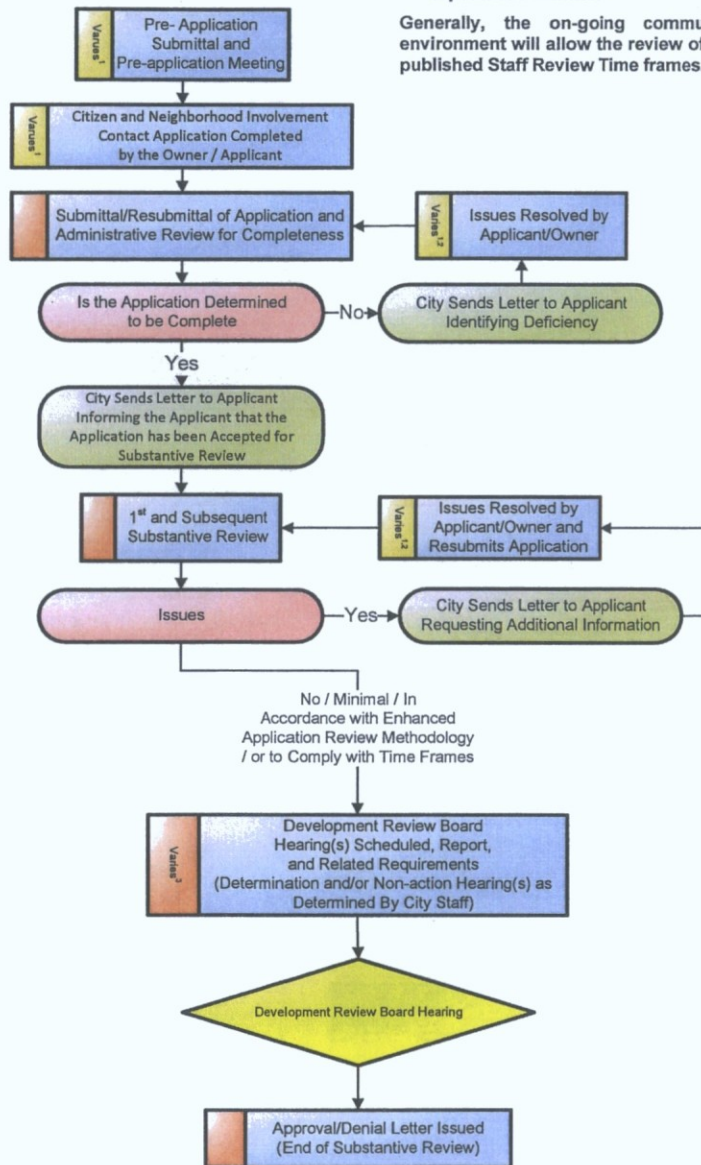 Generally, the on-going commu
environment will allow the review of
published Staff Review Time frames
Varues¹
Pre- Application
Submittal and
Pre-application Meeting
Varues¹
Citizen and Neighborhood Involvement
Contact Application Completed
by the Owner / Applicant
Submittal/Resubmittal of Application and
Administrative Review for Completeness
Varies¹,²
Issues Resolved by
Applicant/Owner
Is the Application Determined
to be Complete
No
City Sends Letter to Applicant
Identifying Deficiency
Yes
City Sends Letter to Applicant
Informing the Applicant that the
Application has been Accepted for
Substantive Review
1st and Subsequent
Substantive Review
Varies¹,²
Issues Resolved by
Applicant/Owner and
Resubmits Application
Issues
Yes
City Sends Letter to Applicant
Requesting Additional Information
No / Minimal / In
Accordance with Enhanced
Application Review Methodology
/ or to Comply with Time Frames
Varies³
Development Review Board
Hearing(s) Scheduled, Report,
and Related Requirements
(Determination and/or Non-action Hearing(s) as
Determined By City Staff)
Development Review Board Hearing
Approval/Denial Letter Issued
(End of Substantive Review)